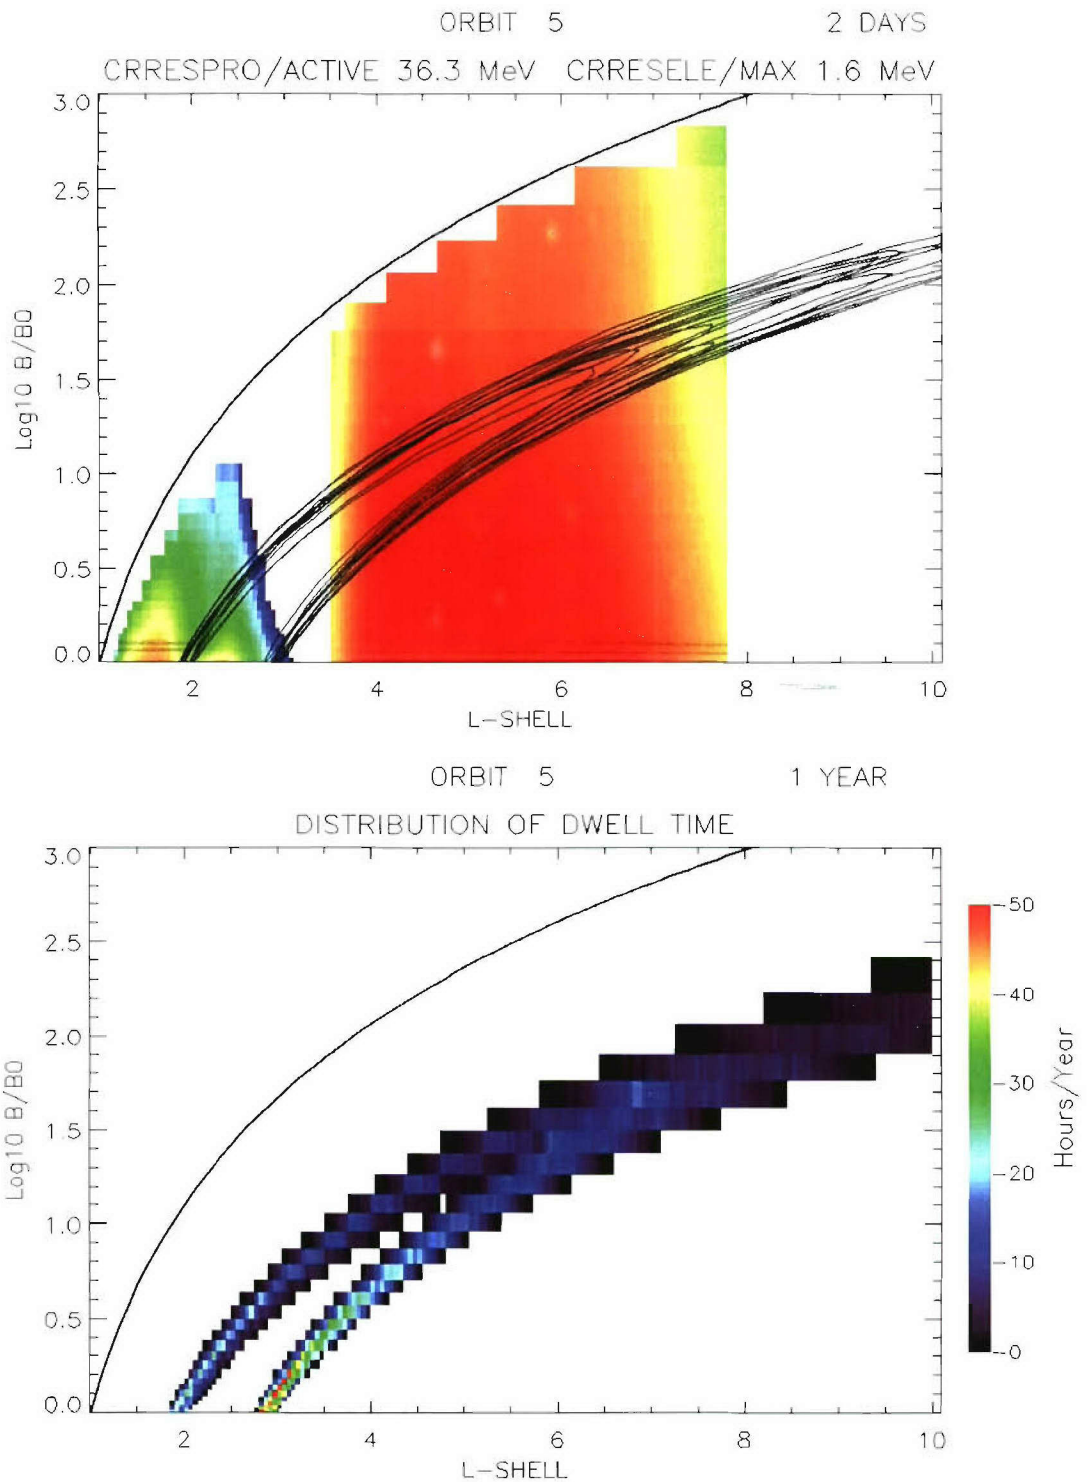 ORBIT 5 2 DAYS
CRRESPRO/ACTIVE 36.3 MeV CRRESELE/MAX 1.6 MeV
3.0
2.5
2.0
1.5
1.0
0.5
0.0
Log10 B/B0
2 4 6 8 10
L-SHELL
ORBIT 5 1 YEAR
DISTRIBUTION OF DWELL TIME
3.0
2.5
2.0
1.5
1.0
0.5
0.0
Log10 B/B0
2 4 6 8 10
L-SHELL
50
40
30
20
10
0
Hours/Year